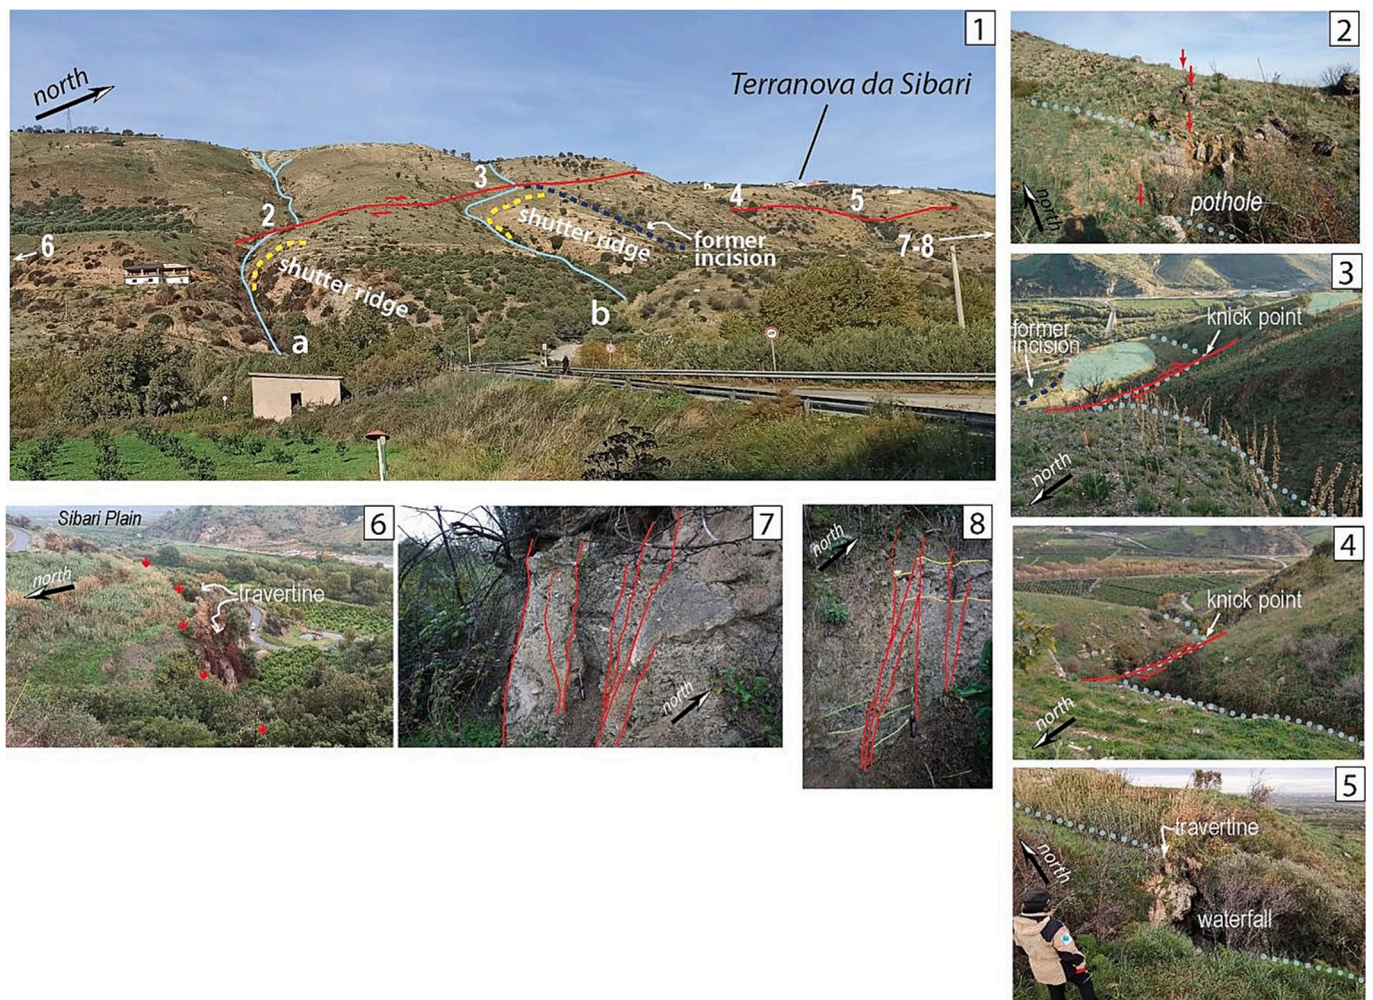 1
north
Terranova da Sibari
3
2
4
5
6
shutter ridge
former
incision
7-8
shutter ridge
b
a
2
north
pothole
3
knick point
former
incision
north
4
knick point
north
5
travertine
north
waterfall
6
Sibari Plain
north
travertine
7
north
8
north